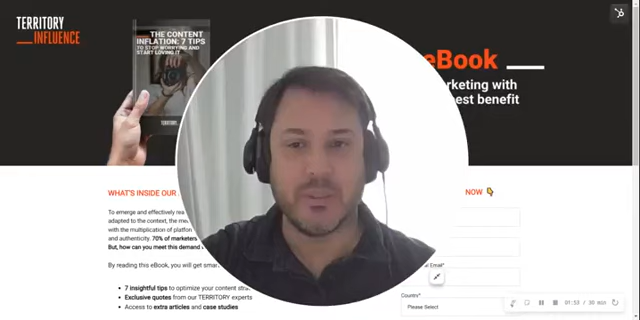 TERRITORY
INFLUENCE
THE CONTENT
INFLATION: 7 TIPS
TO STOP WORRYING AND
START LOVING IT
TERRITORY
eBook
rketing with
est benefit
WHAT'S INSIDE OUR
NOW 👇
To emerge and effectively rea
adapted to the context, the me
with the multiplication of platfor
and authenticity. 70% of marketers
But, how can you meet this demand
By reading this eBook, you will get smar
• 7 insightful tips to optimize your content stra
• Exclusive quotes from our TERRITORY experts
• Access to extra articles and case studies
al Email*
Country*
Please Select
01:53 / 30 min